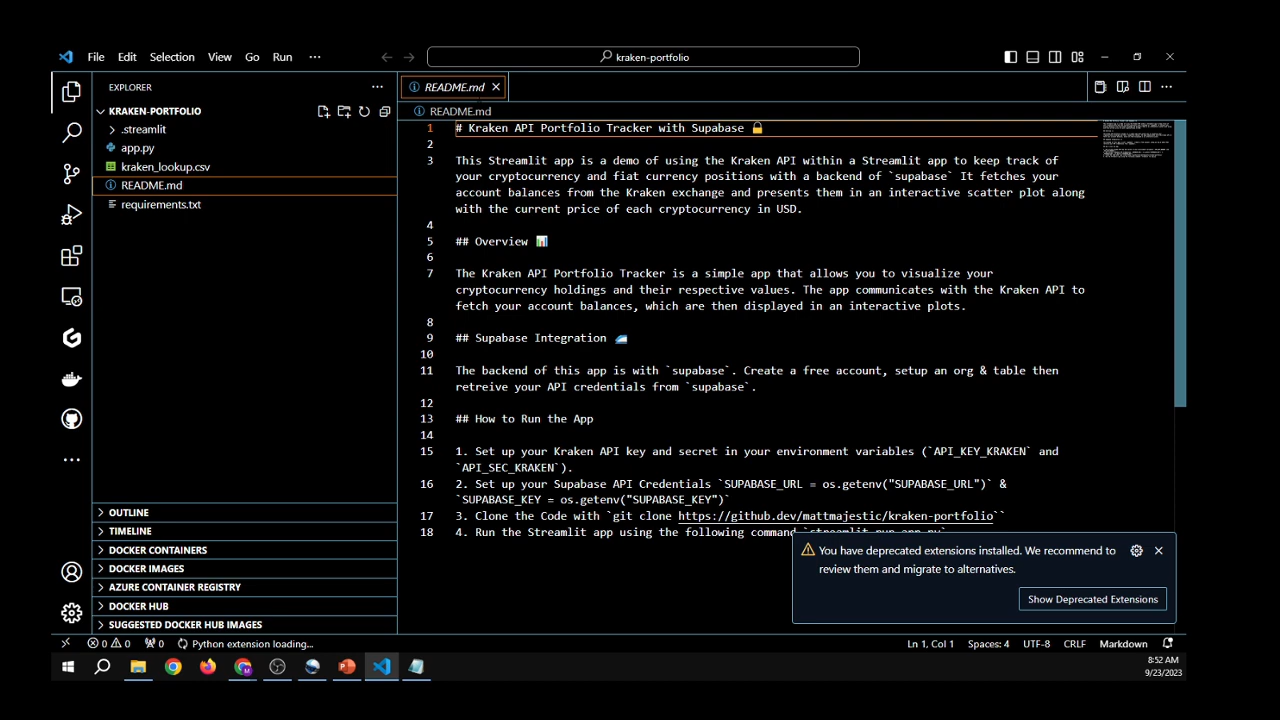 File Edit Selection View Go Run ···
kraken-portfolio
EXPLORER
README.md
KRAKEN-PORTFOLIO
README.md
.streamlit
app.py
kraken_lookup.csv
README.md
requirements.txt
1 # Kraken API Portfolio Tracker with Supabase 🔒
2
3 This Streamlit app is a demo of using the Kraken API within a Streamlit app to keep track of
your cryptocurrency and fiat currency positions with a backend of `supabase` It fetches your
account balances from the Kraken exchange and presents them in an interactive scatter plot along
with the current price of each cryptocurrency in USD.
4
5 ## Overview 📊
6
7 The Kraken API Portfolio Tracker is a simple app that allows you to visualize your
cryptocurrency holdings and their respective values. The app communicates with the Kraken API to
fetch your account balances, which are then displayed in an interactive plots.
8
9 ## Supabase Integration 🌊
10
11 The backend of this app is with `supabase`. Create a free account, setup an org & table then
retreive your API credentials from `supabase`.
12
13 ## How to Run the App
14
15 1. Set up your Kraken API key and secret in your environment variables (`API_KEY_KRAKEN` and
`API_SEC_KRAKEN`).
16 2. Set up your Supabase API Credentials `SUPABASE_URL = os.getenv("SUPABASE_URL")` &
`SUPABASE_KEY = os.getenv("SUPABASE_KEY")`
17 3. Clone the Code with `git clone https://github.dev/mattmajestic/kraken-portfolio``
18 4. Run the Streamlit app using the following command `streamlit run app.py`
OUTLINE
TIMELINE
DOCKER CONTAINERS
DOCKER IMAGES
AZURE CONTAINER REGISTRY
DOCKER HUB
SUGGESTED DOCKER HUB IMAGES
You have deprecated extensions installed. We recommend to
review them and migrate to alternatives.
Show Deprecated Extensions
0 0 0 Python extension loading...
Ln 1, Col 1 Spaces: 4 UTF-8 CRLF Markdown
8:52 AM
9/23/2023